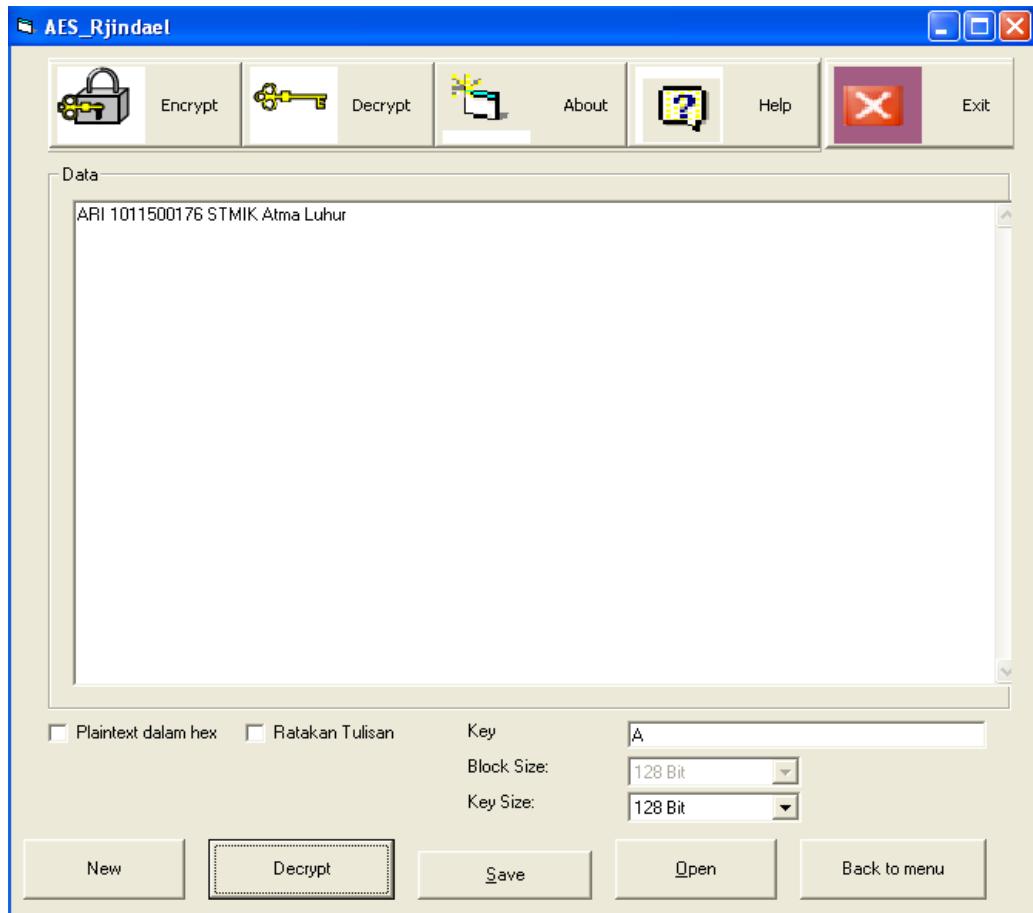 AES_Rjindael
Encrypt Decrypt About Help Exit
Data
ARI 1011500176 STMIK Atma Luhur
Plaintext dalam hex Ratakan Tulisan Key A
Block Size: 128 Bit
Key Size: 128 Bit
New Decrypt Save Open Back to menu